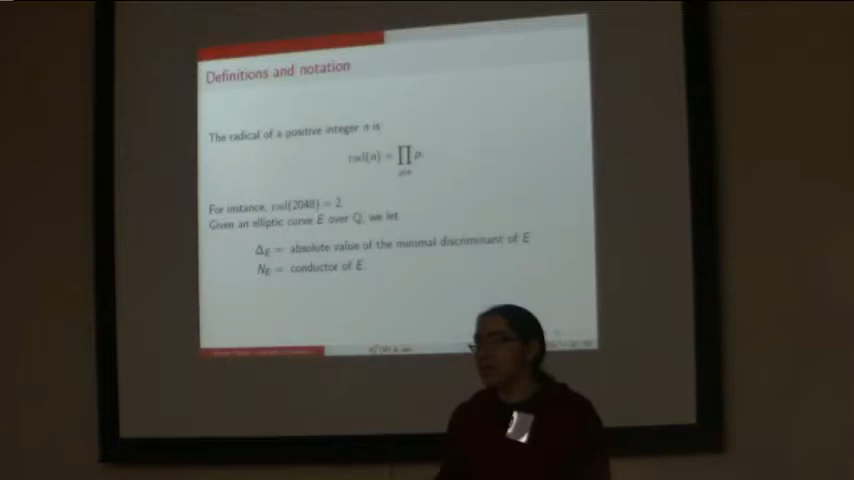 Definitions and notation
The radical of a positive integer n is
rad(n) = ∏ p.
p|n
For instance, rad(2048) = 2.
Given an elliptic curve E over ℚ, we let
Δ_E = absolute value of the minimal discriminant of E
N_E = conductor of E.